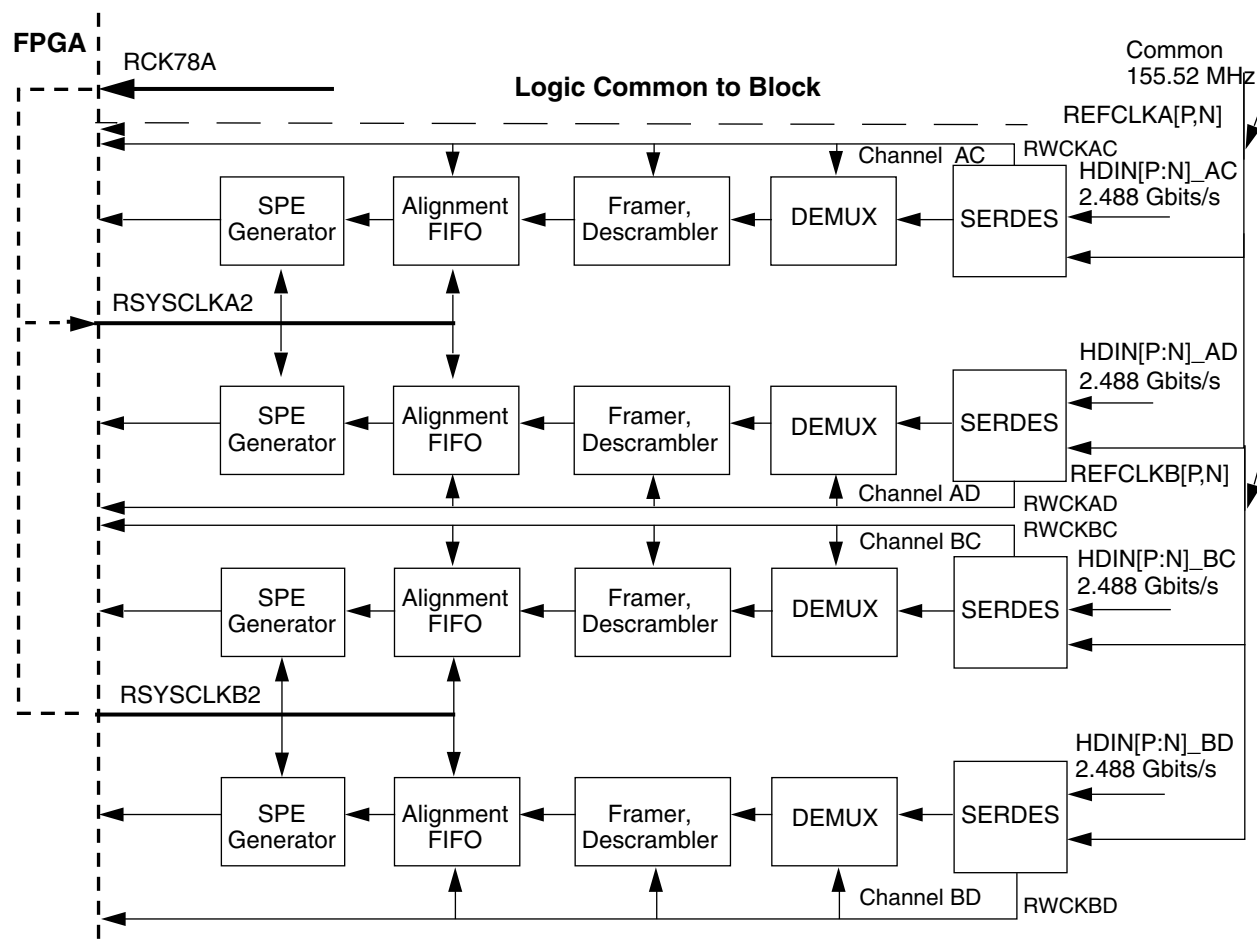 FPGA
RCK78A
Common
155.52 MHz
Logic Common to Block
REFCLKA[P,N]
Channel AC
RWCKAC
HDIN[P:N]_AC
2.488 Gbits/s
SPE
Generator
Alignment
FIFO
Framer,
Descrambler
DEMUX
SERDES
RSYSCLKA2
HDIN[P:N]_AD
2.488 Gbits/s
SPE
Generator
Alignment
FIFO
Framer,
Descrambler
DEMUX
SERDES
REFCLKB[P,N]
Channel AD
RWCKAD
RWCKBC
Channel BC
HDIN[P:N]_BC
2.488 Gbits/s
SPE
Generator
Alignment
FIFO
Framer,
Descrambler
DEMUX
SERDES
RSYSCLKB2
HDIN[P:N]_BD
2.488 Gbits/s
SPE
Generator
Alignment
FIFO
Framer,
Descrambler
DEMUX
SERDES
Channel BD
RWCKBD